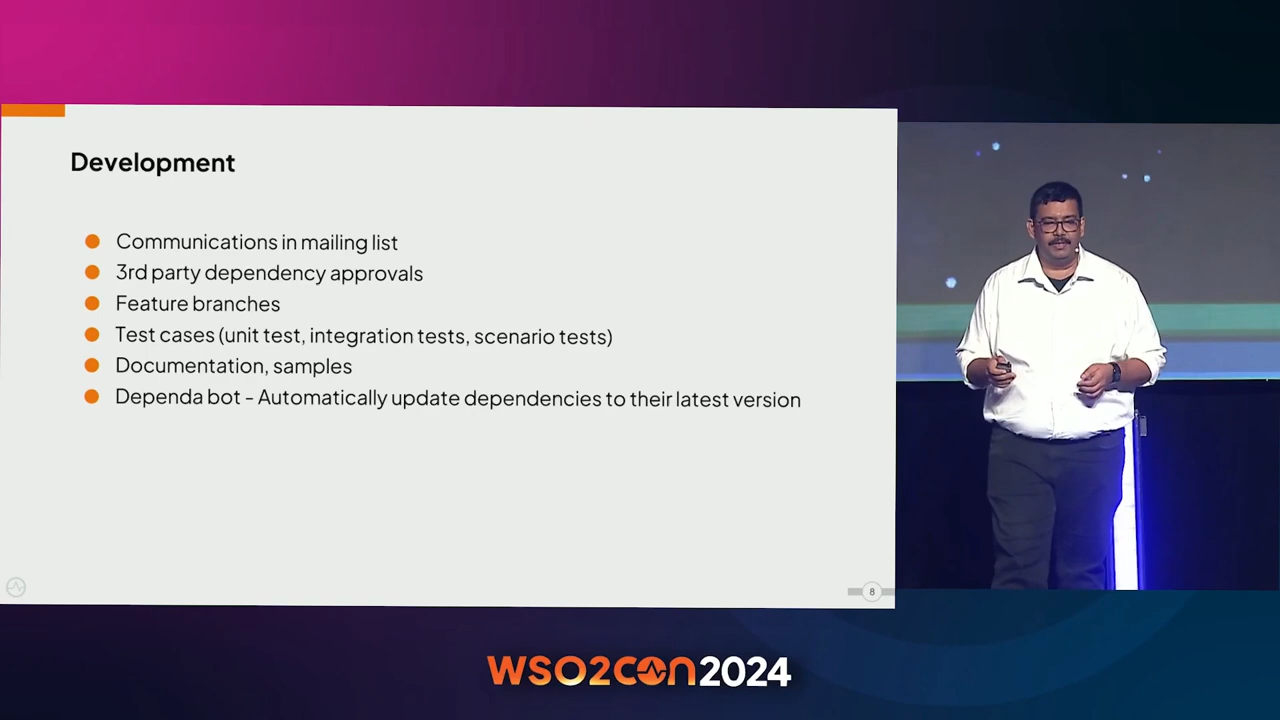 Development
Communications in mailing list
3rd party dependency approvals
Feature branches
Test cases (unit test, integration tests, scenario tests)
Documentation, samples
Dependa bot - Automatically update dependencies to their latest version
8
WSO2CON2024